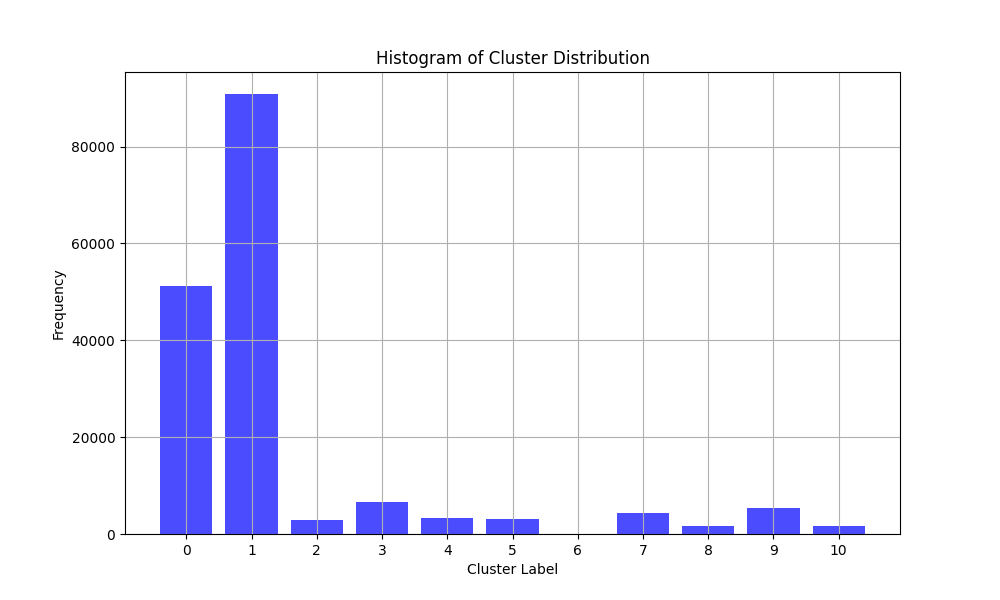 Histogram of Cluster Distribution
Frequency
80000
60000
40000
20000
0
0 1 2 3 4 5 6 7 8 9 10
Cluster Label